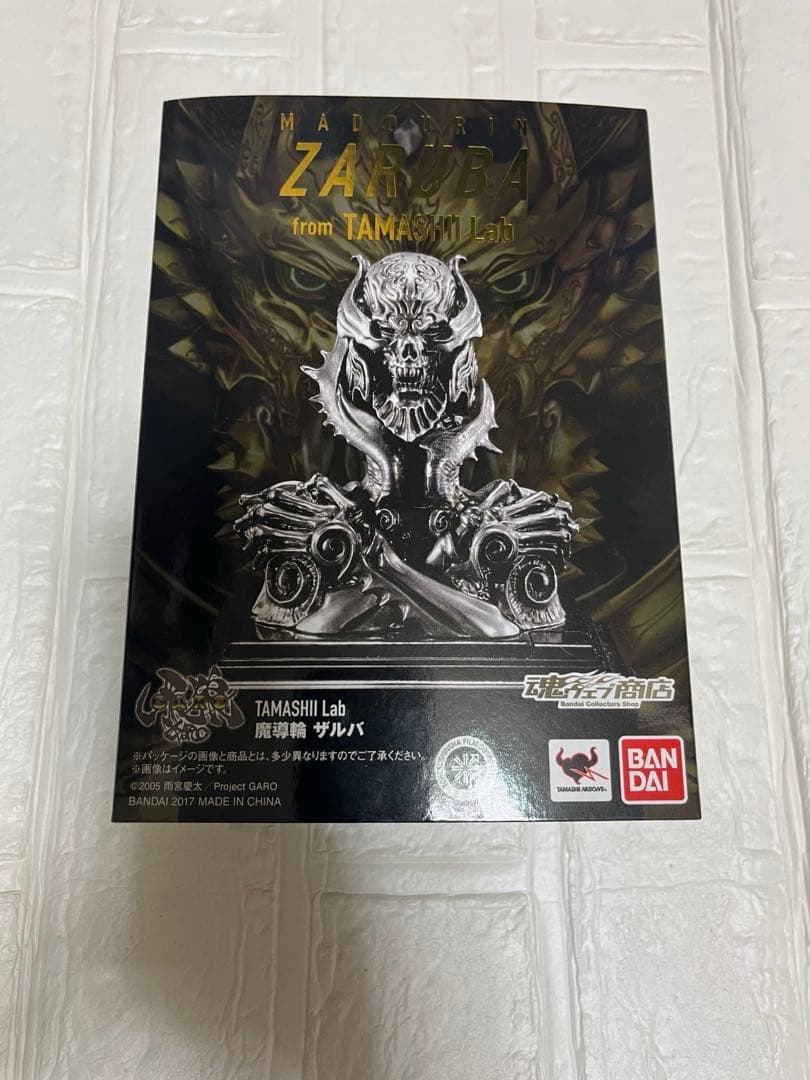 MADOURIN
ZARUBA
from TAMASHII Lab
魂ウェブ商店
Bandai Collectors Shop
GARO
TAMASHII Lab
魔導輪 ザルバ
※パッケージの画像と商品とは、多少異なりますのでご了承ください。
※画像はイメージです。
©2005 雨宮慶太/Project GARO
BANDAI 2017 MADE IN CHINA
TAMASHII NATIONS
BAN
DAI